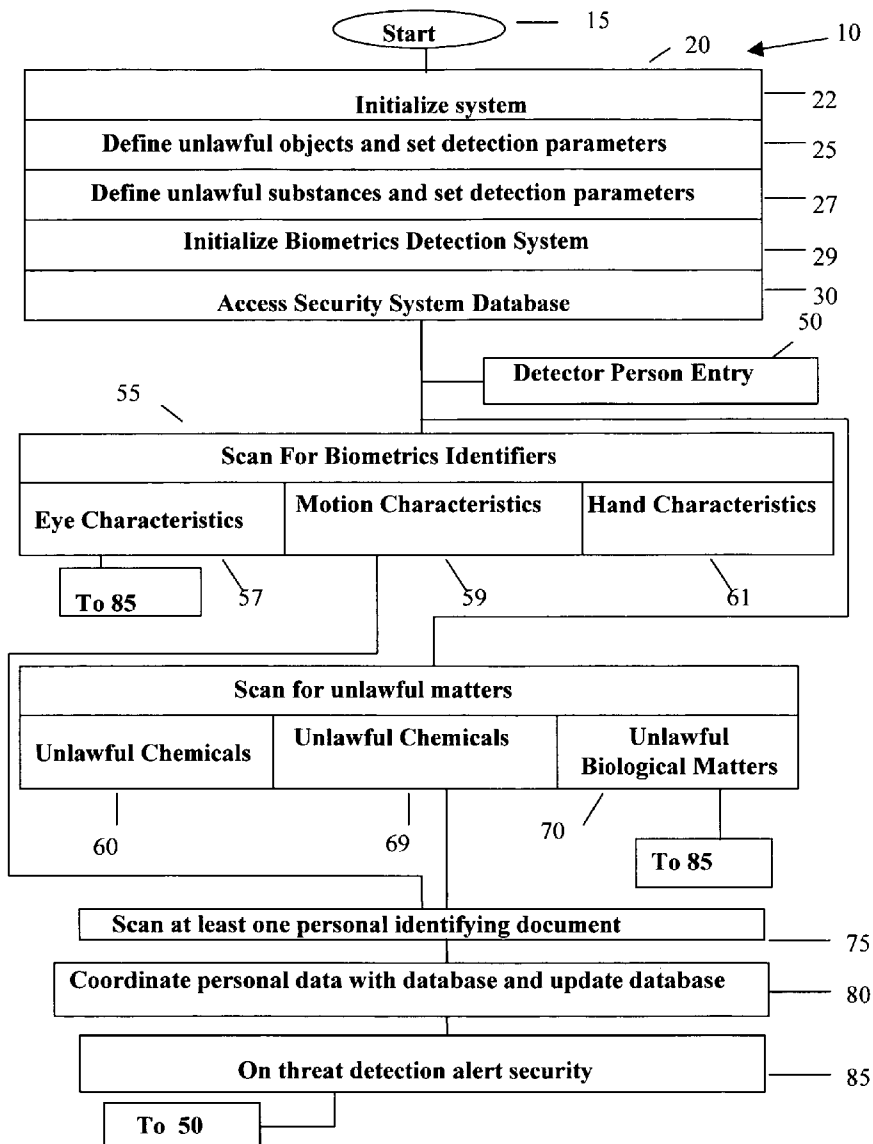 Start
15
20
10
Initialize system
22
Define unlawful objects and set detection parameters
25
Define unlawful substances and set detection parameters
27
Initialize Biometrics Detection System
29
Access Security System Database
30
50
Detector Person Entry
55
Scan For Biometrics Identifiers
Eye Characteristics
Motion Characteristics
Hand Characteristics
To 85
57
59
61
Scan for unlawful matters
Unlawful Chemicals
Unlawful Chemicals
Unlawful
Biological Matters
60
69
70
To 85
Scan at least one personal identifying document
75
Coordinate personal data with database and update database
80
On threat detection alert security
85
To 50